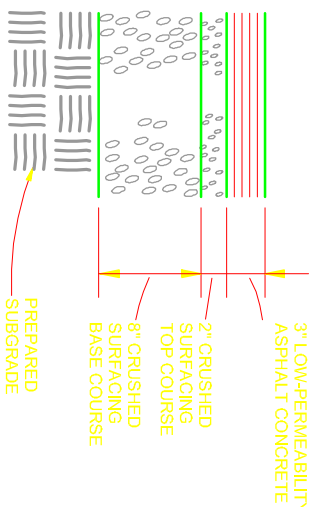 3" LOW-PERMEABILITY
ASPHALT CONCRETE
2" CRUSHED
SURFACING
TOP COURSE
8" CRUSHED
SURFACING
BASE COURSE
PREPARED
SUBGRADE